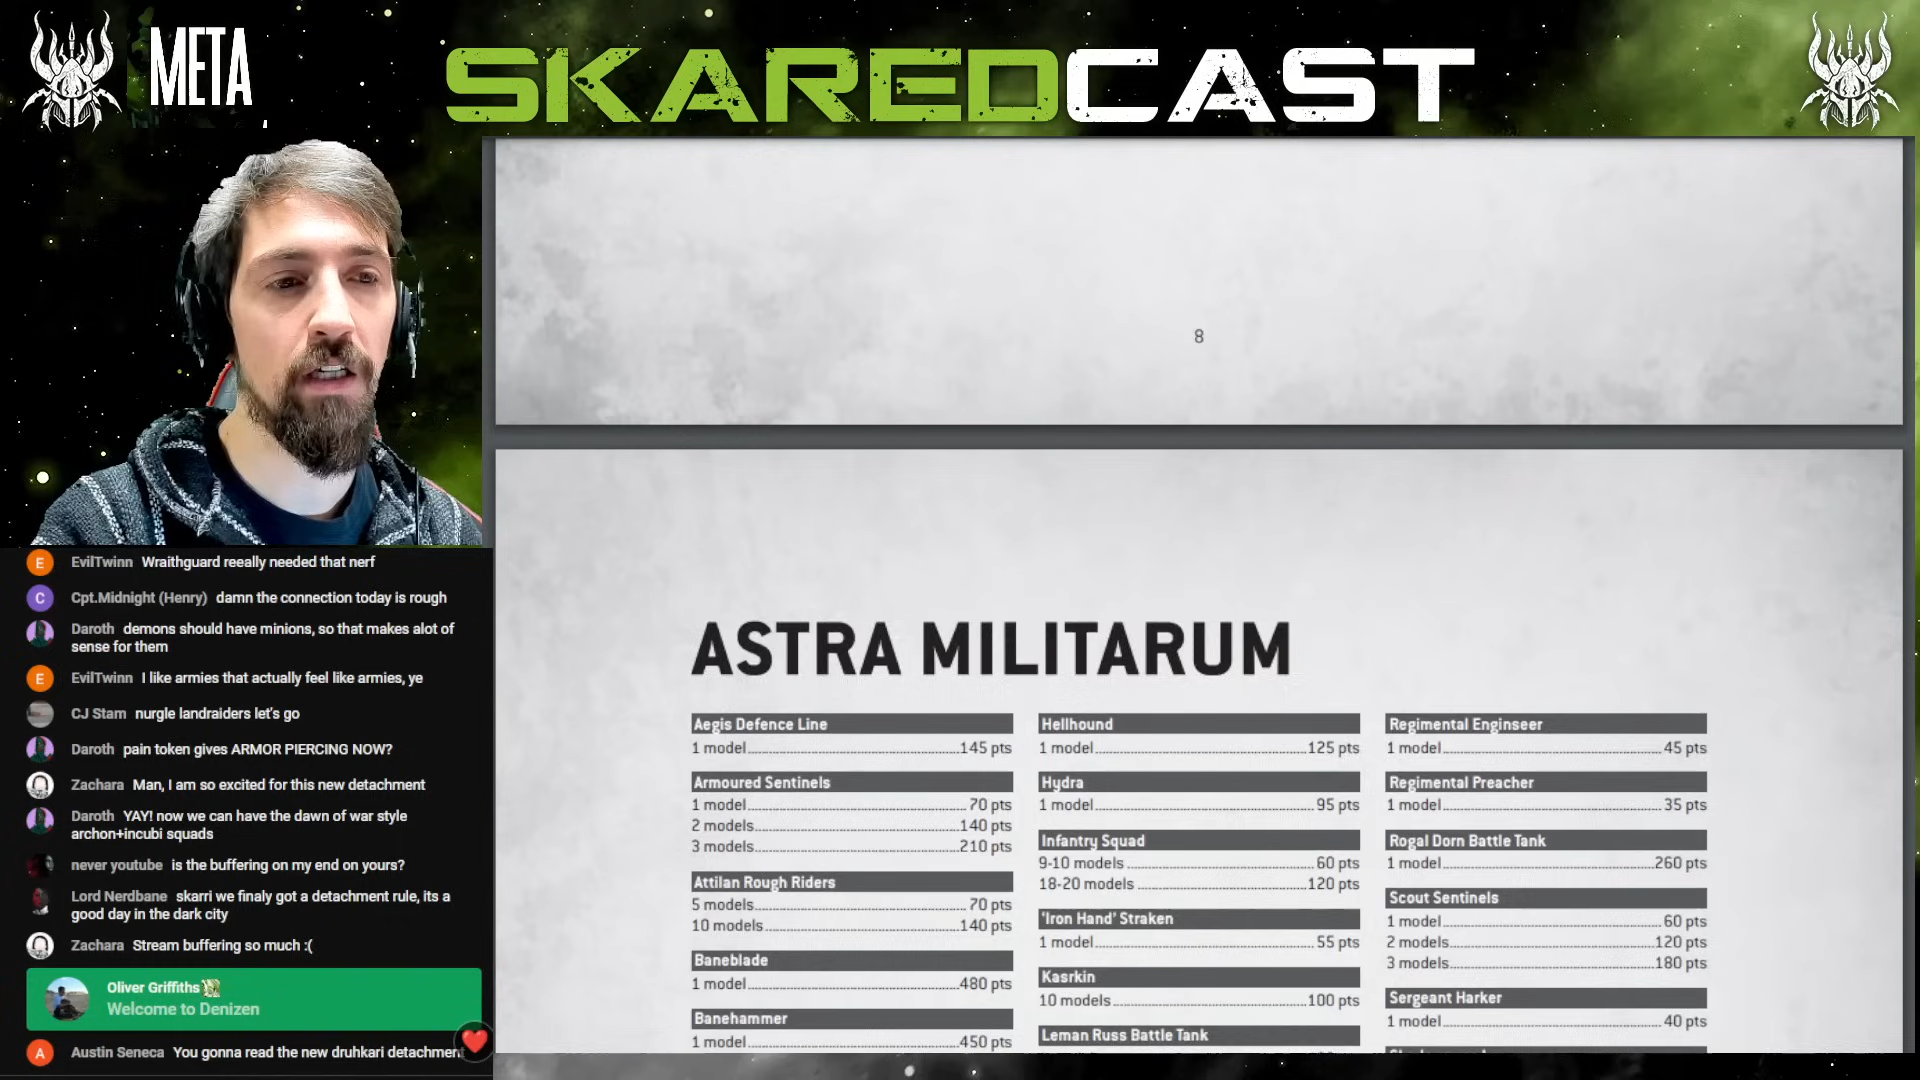 META
SKAREDCAST
8
ASTRA MILITARUM
Aegis Defence Line
1 model 145 pts
Armoured Sentinels
1 model 70 pts
2 models 140 pts
3 models 210 pts
Attilan Rough Riders
5 models 70 pts
10 models 140 pts
Baneblade
1 model 480 pts
Banehammer
1 model 450 pts
Hellhound
1 model 125 pts
Hydra
1 model 95 pts
Infantry Squad
9-10 models 60 pts
18-20 models 120 pts
'Iron Hand' Straken
1 model 55 pts
Kasrkin
10 models 100 pts
Leman Russ Battle Tank
Regimental Enginseer
1 model 45 pts
Regimental Preacher
1 model 35 pts
Rogal Dorn Battle Tank
1 model 260 pts
Scout Sentinels
1 model 60 pts
2 models 120 pts
3 models 180 pts
Sergeant Harker
1 model 40 pts
E EvilTwinn Wraithguard reeally needed that nerf
C Cpt.Midnight (Henry) damn the connection today is rough
Daroth demons should have minions, so that makes alot of
sense for them
E EvilTwinn I like armies that actually feel like armies, ye
CJ Stam nurgle landraiders let's go
Daroth pain token gives ARMOR PIERCING NOW?
Zachara Man, I am so excited for this new detachment
Daroth YAY! now we can have the dawn of war style
archon+incubi squads
never youtube is the buffering on my end on yours?
Lord Nerdbane skarri we finaly got a detachment rule, its a
good day in the dark city
Zachara Stream buffering so much :(
Oliver Griffiths
Welcome to Denizen
A Austin Seneca You gonna read the new druhkari detachment